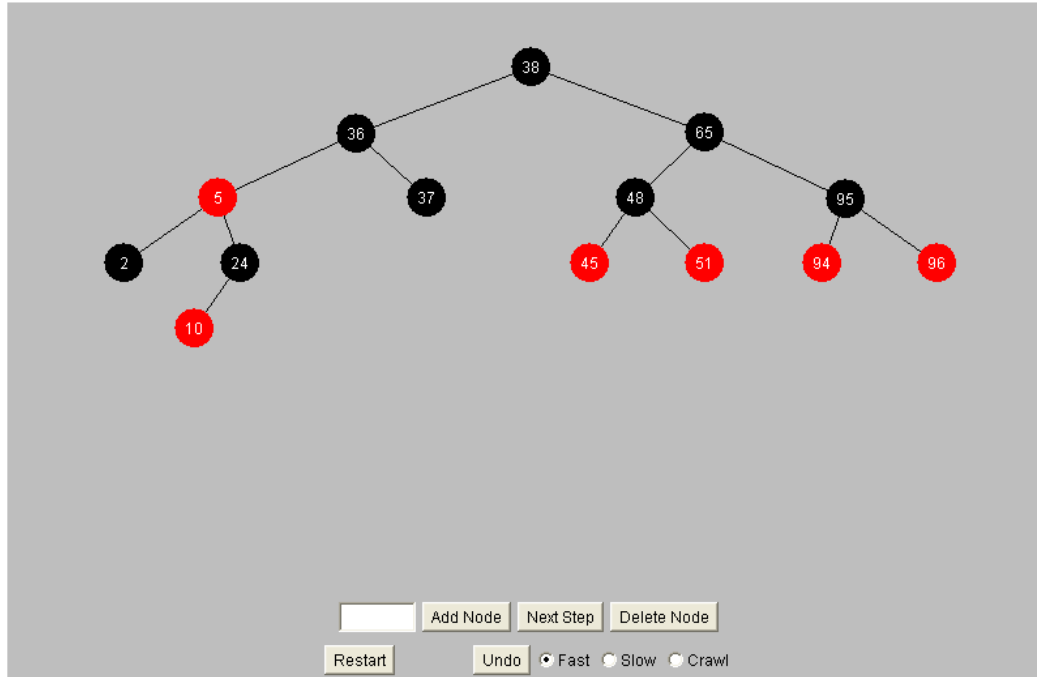 38
36 65
5 37 48 95
2 24 45 51 94 96
10
Add Node Next Step Delete Node
Restart Undo Fast Slow Crawl